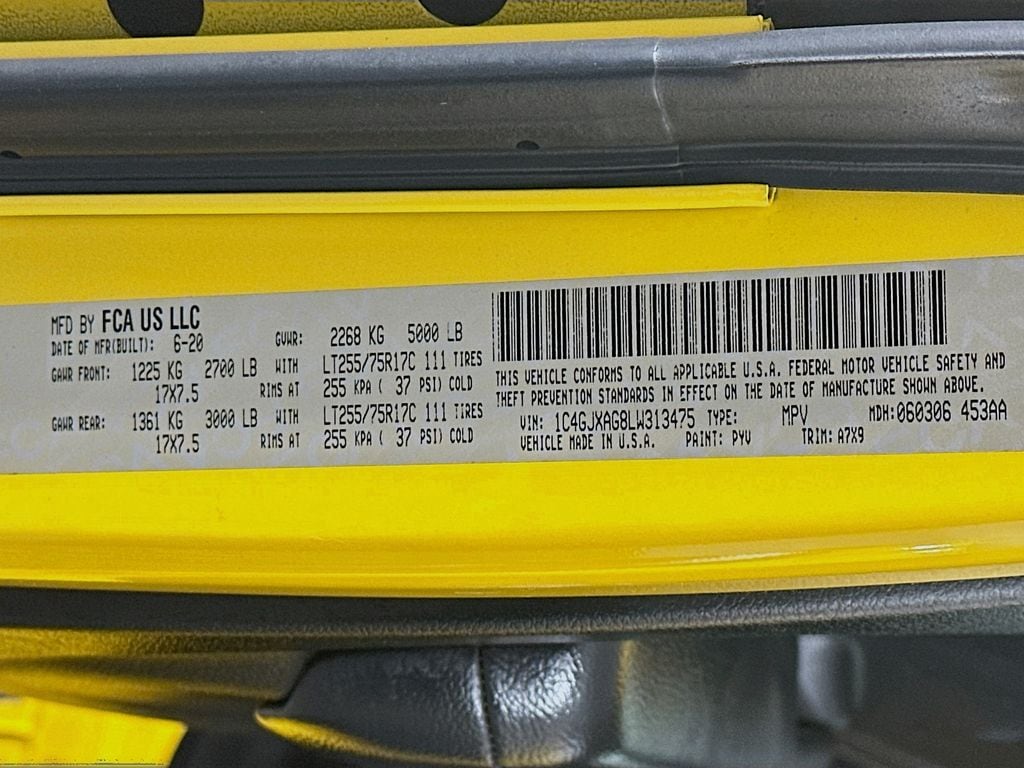 MFD BY FCA US LLC
DATE OF MFR(BUILT): 6-20 GVWR: 2268 KG 5000 LB
GAWR FRONT: 1225 KG 2700 LB WITH LT255/75R17C 111 TIRES
17X7.5 RIMS AT 255 KPA ( 37 PSI) COLD
GAWR REAR: 1361 KG 3000 LB WITH LT255/75R17C 111 TIRES
17X7.5 RIMS AT 255 KPA ( 37 PSI) COLD
THIS VEHICLE CONFORMS TO ALL APPLICABLE U.S.A. FEDERAL MOTOR VEHICLE SAFETY AND
THEFT PREVENTION STANDARDS IN EFFECT ON THE DATE OF MANUFACTURE SHOWN ABOVE.
VIN: 1C4GJXAG8LW313475 TYPE: MPV MDH: 060306 453AA
VEHICLE MADE IN U.S.A. PAINT: PYV TRIM: A7X9